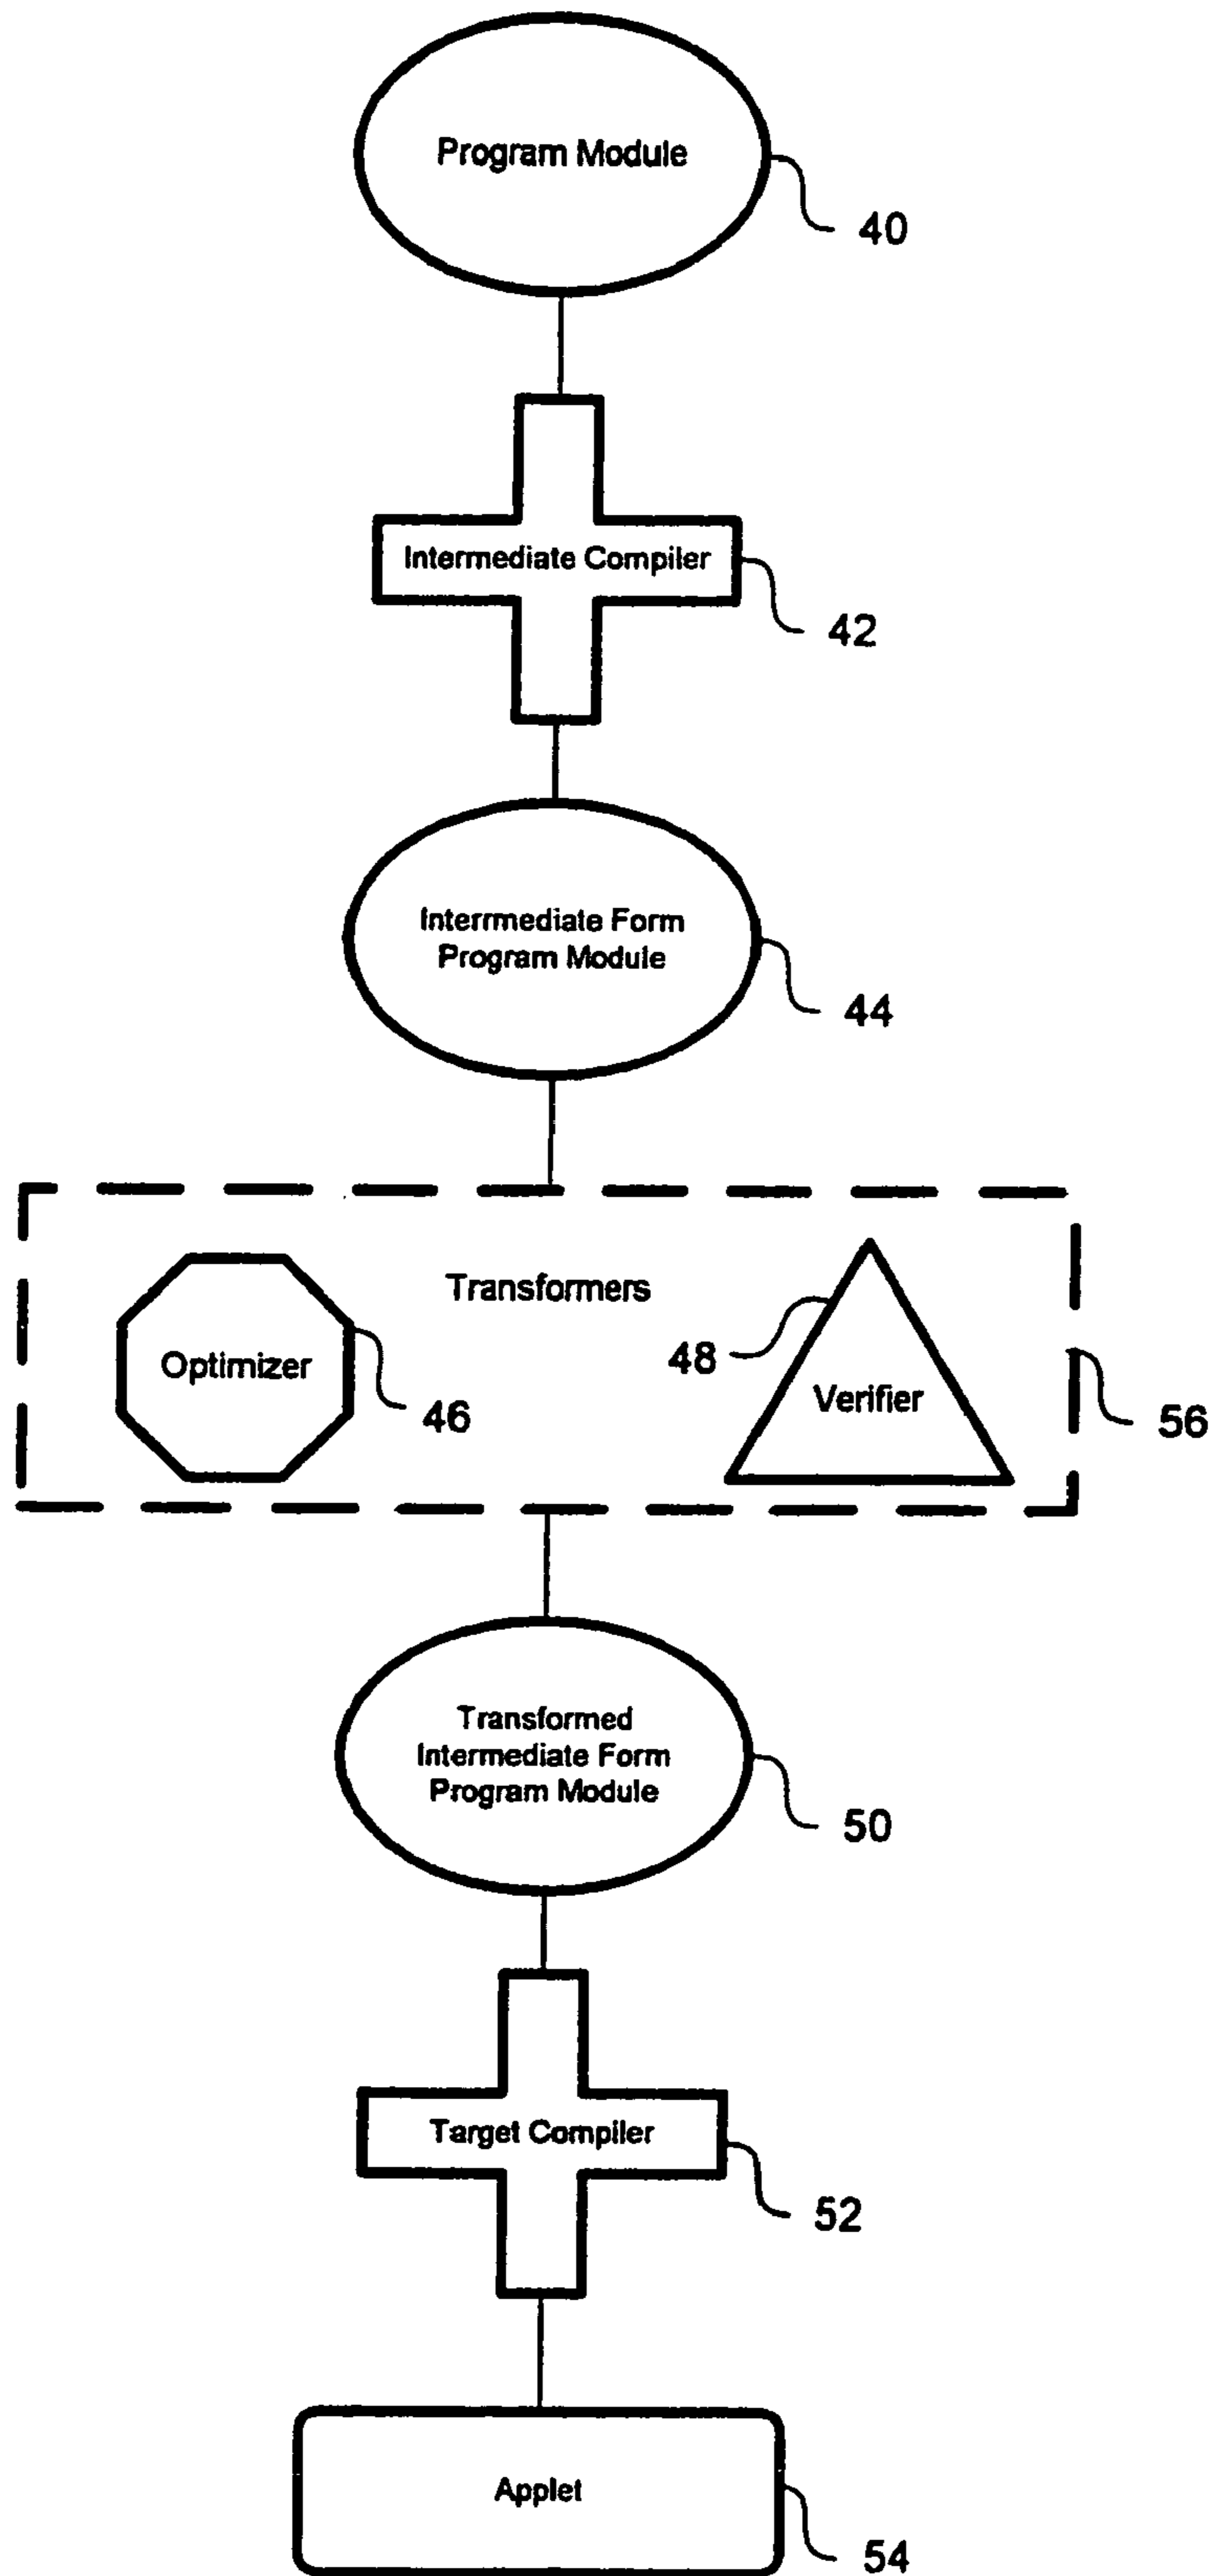 Program Module
40
Intermediate Compiler
42
Interrmediate Form
Program Module
44
Transformers
Optimizer
46
48
Verifier
56
Transformed
Intermediate Form
Program Module
50
Target Compiler
52
Applet
54